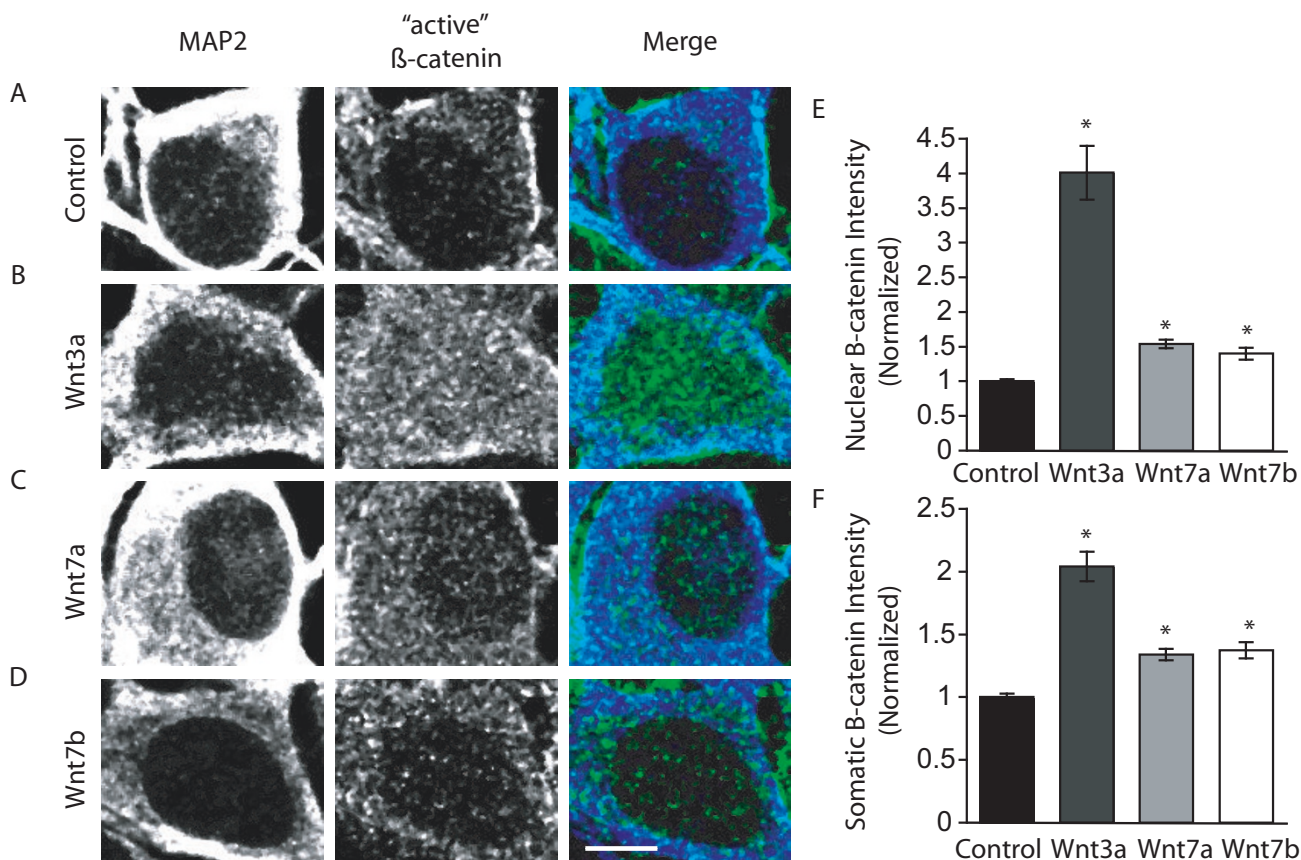 MAP2
“active”
ß-catenin
Merge
A
Control
B
Wnt3a
C
Wnt7a
D
Wnt7b
E
Nuclear B-catenin Intensity
(Normalized)
4.5
4
3.5
3
2.5
2
1.5
1
0.5
0
*
*
*
Control Wnt3a Wnt7a Wnt7b
F
Somatic B-catenin Intensity
(Normalized)
2.5
2
1.5
1
0.5
0
*
*
*
Control Wnt3a Wnt7a Wnt7b